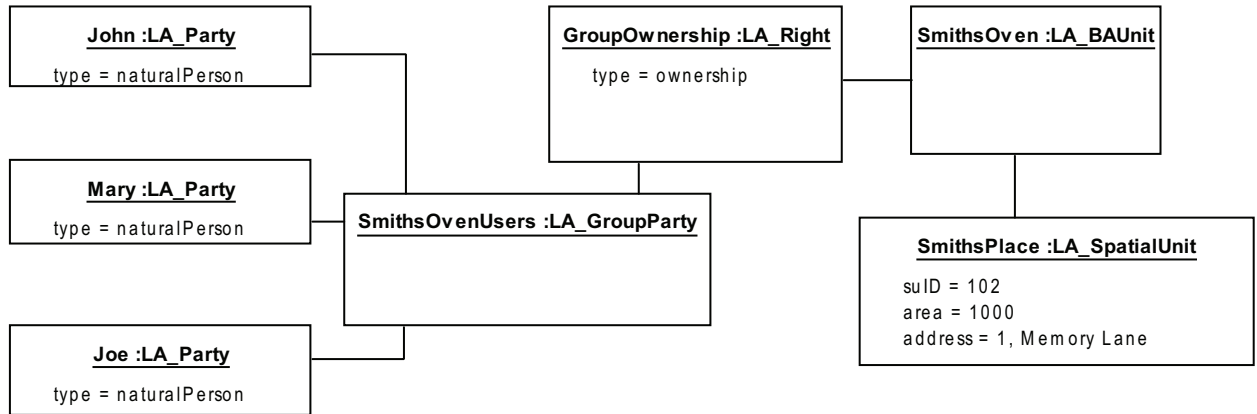 John :LA_Party
type = naturalPerson
GroupOwnership :LA_Right
type = ownership
SmithsOven :LA_BAUnit
Mary :LA_Party
type = naturalPerson
SmithsOvenUsers :LA_GroupParty
SmithsPlace :LA_SpatialUnit
suID = 102
area = 1000
address = 1, Memory Lane
Joe :LA_Party
type = naturalPerson